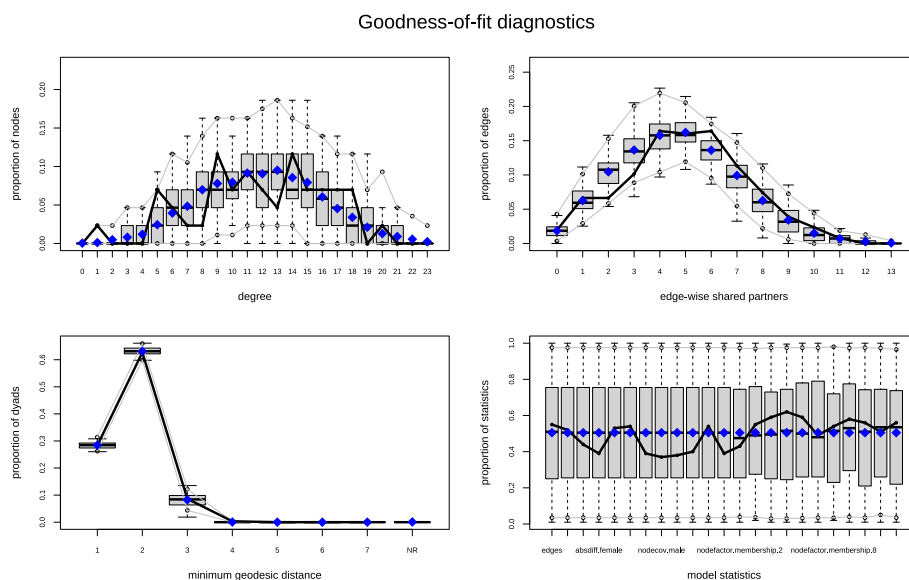 Goodness-of-fit diagnostics
proportion of nodes
0.00 0.05 0.10 0.15 0.20
0 1 2 3 4 5 6 7 8 9 10 11 12 13 14 15 16 17 18 19 20 21 22 23
degree
proportion of edges
0.00 0.05 0.10 0.15 0.20 0.25
0 1 2 3 4 5 6 7 8 9 10 11 12 13
edge-wise shared partners
proportion of dyads
0.0 0.1 0.2 0.3 0.4 0.5 0.6
1 2 3 4 5 6 7 NR
minimum geodesic distance
proportion of statistics
0.0 0.2 0.4 0.6 0.8 1.0
edges absdiff.female nodecov.male nodefactor.membership.2 nodefactor.membership.8
model statistics